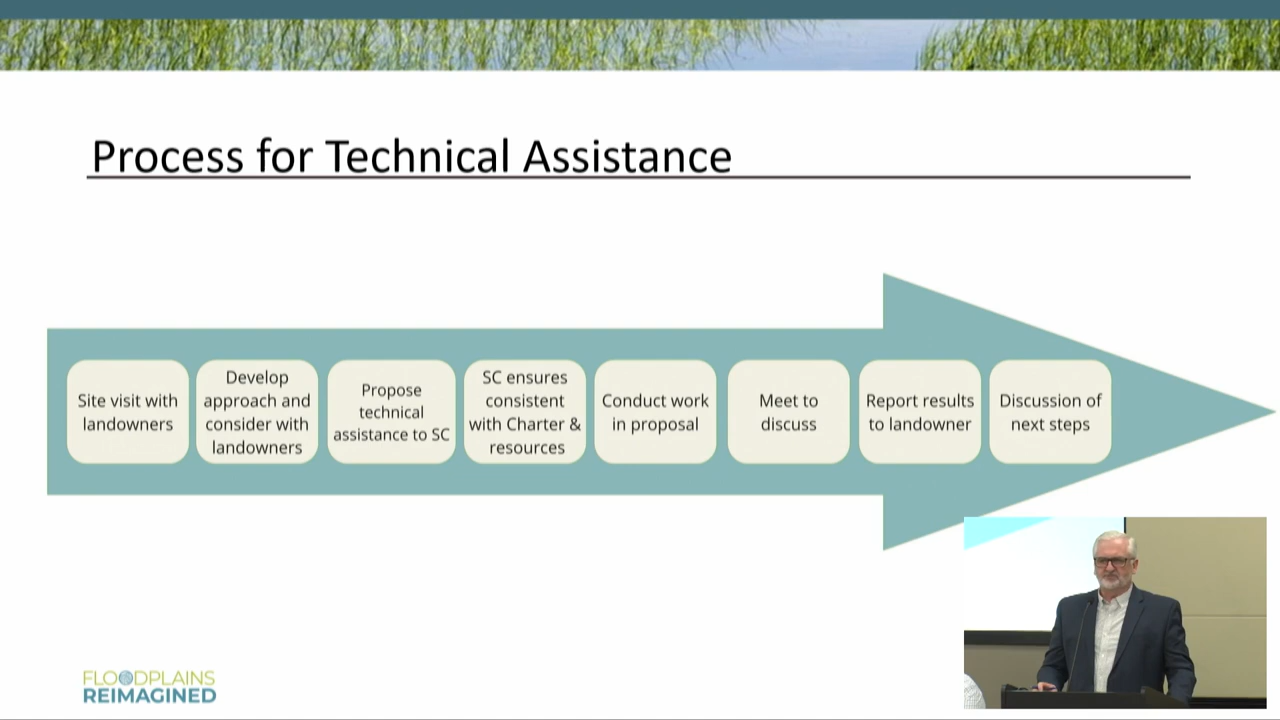 Process for Technical Assistance
Site visit with
landowners
Develop
approach and
consider with
landowners
Propose
technical
assistance to SC
SC ensures
consistent
with Charter &
resources
Conduct work
in proposal
Meet to
discuss
Report results
to landowner
Discussion of
next steps
FLOODPLAINS
REIMAGINED